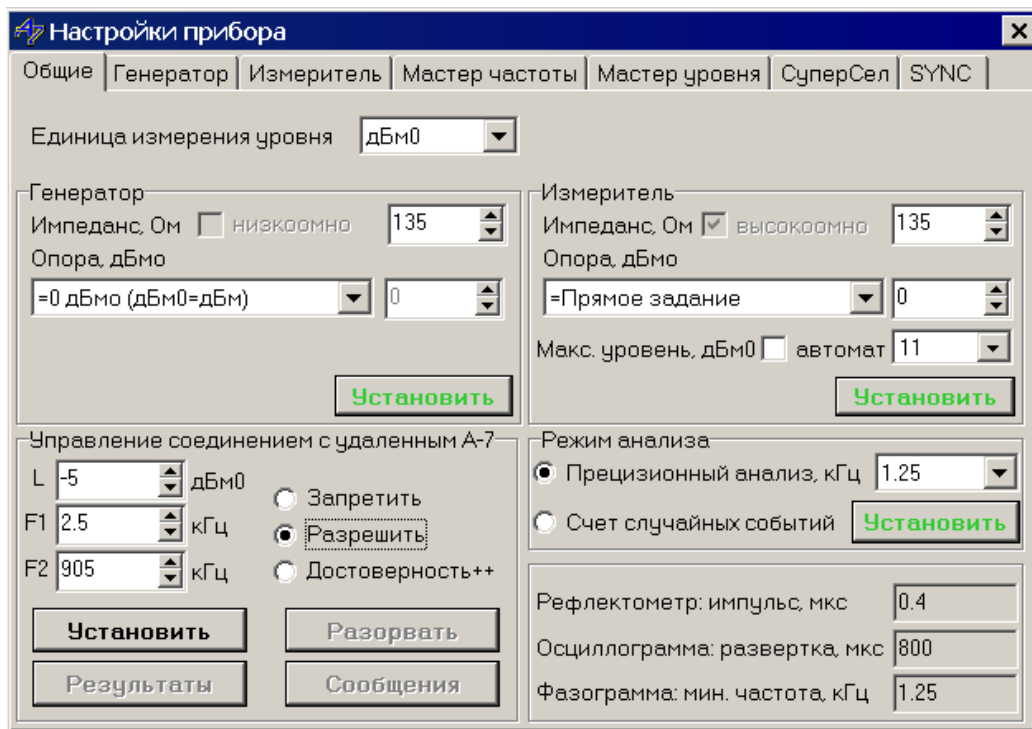 Настройки прибора
Общие Генератор Измеритель Мастер частоты Мастер уровня СуперСел SYNC
Единица измерения уровня дБм0
Генератор
Импеданс, Ом низкоомно 135
Опора, дБмо
=0 дБмо (дБм0=дБм) 0
Установить
Измеритель
Импеданс, Ом высокоомно 135
Опора, дБмо
=Прямое задание 0
Макс. уровень, дБм0 автомат 11
Установить
Управление соединением с удаленным А-7
L -5 дБм0
F1 2.5 кГц
F2 905 кГц
Запретить
Разрешить
Достоверность++
Установить Разорвать
Результаты Сообщения
Режим анализа
Прецизионный анализ, кГц 1.25
Счет случайных событий Установить
Рефлектометр: импульс, мкс 0.4
Осциллограмма: развертка, мкс 800
Фазограмма: мин. частота, кГц 1.25